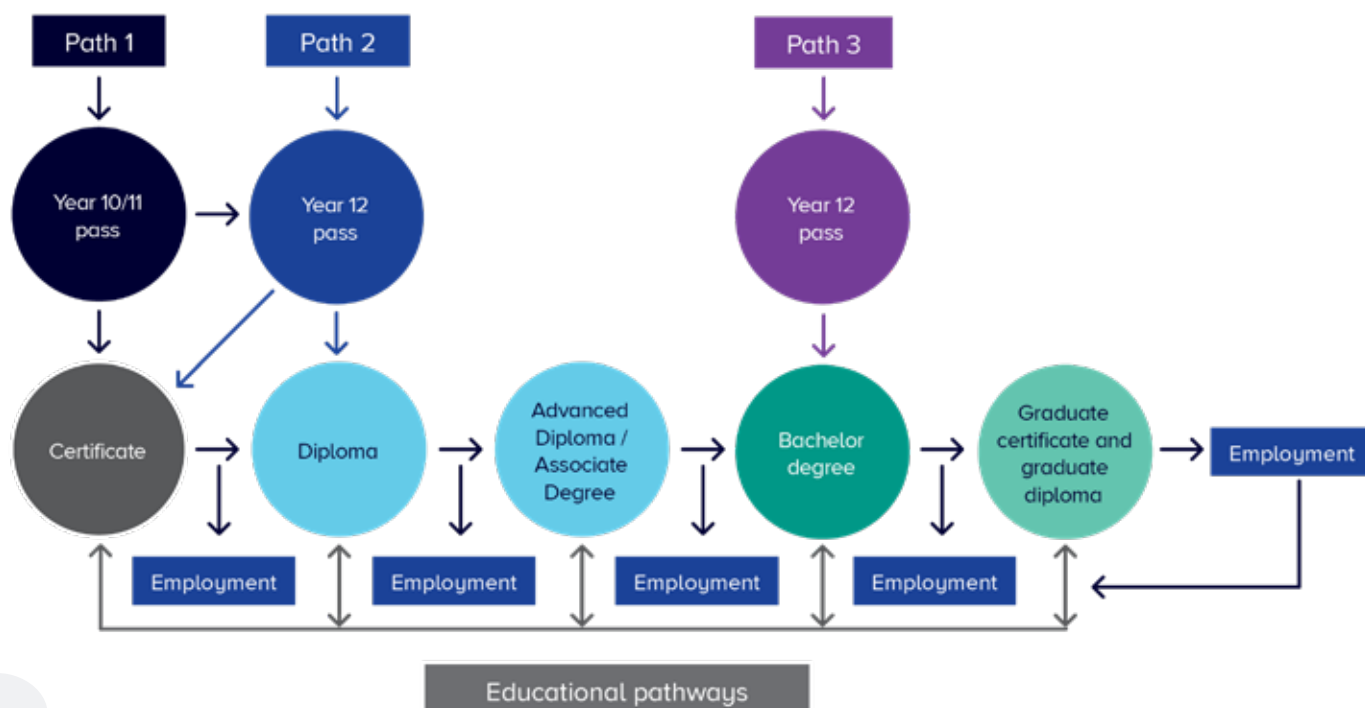 Path 1
Path 2
Path 3
Year 10/11
pass
Year 12
pass
Year 12
pass
Certificate
Diploma
Advanced
Diploma /
Associate
Degree
Bachelor
degree
Graduate
certificate and
graduate
diploma
Employment
Employment
Employment
Employment
Employment
Educational pathways